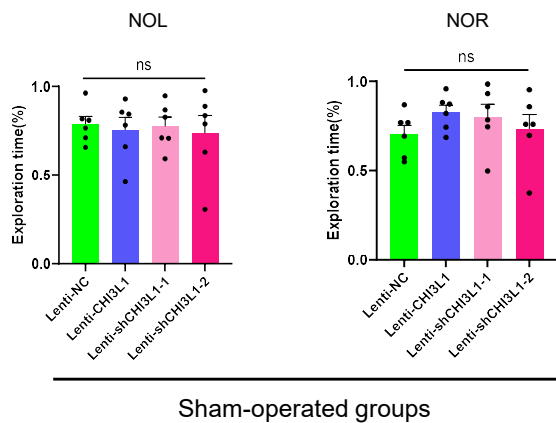 NOL
ns
Exploration time(%)
1.0
0.5
0.0
Lenti-NC
Lenti-CHI3L1
Lenti-shCHI3L1-1
Lenti-shCHI3L1-2
NOR
ns
Exploration time(%)
1.0
0.5
0.0
Lenti-NC
Lenti-CHI3L1
Lenti-shCHI3L1-1
Lenti-shCHI3L1-2
Sham-operated groups